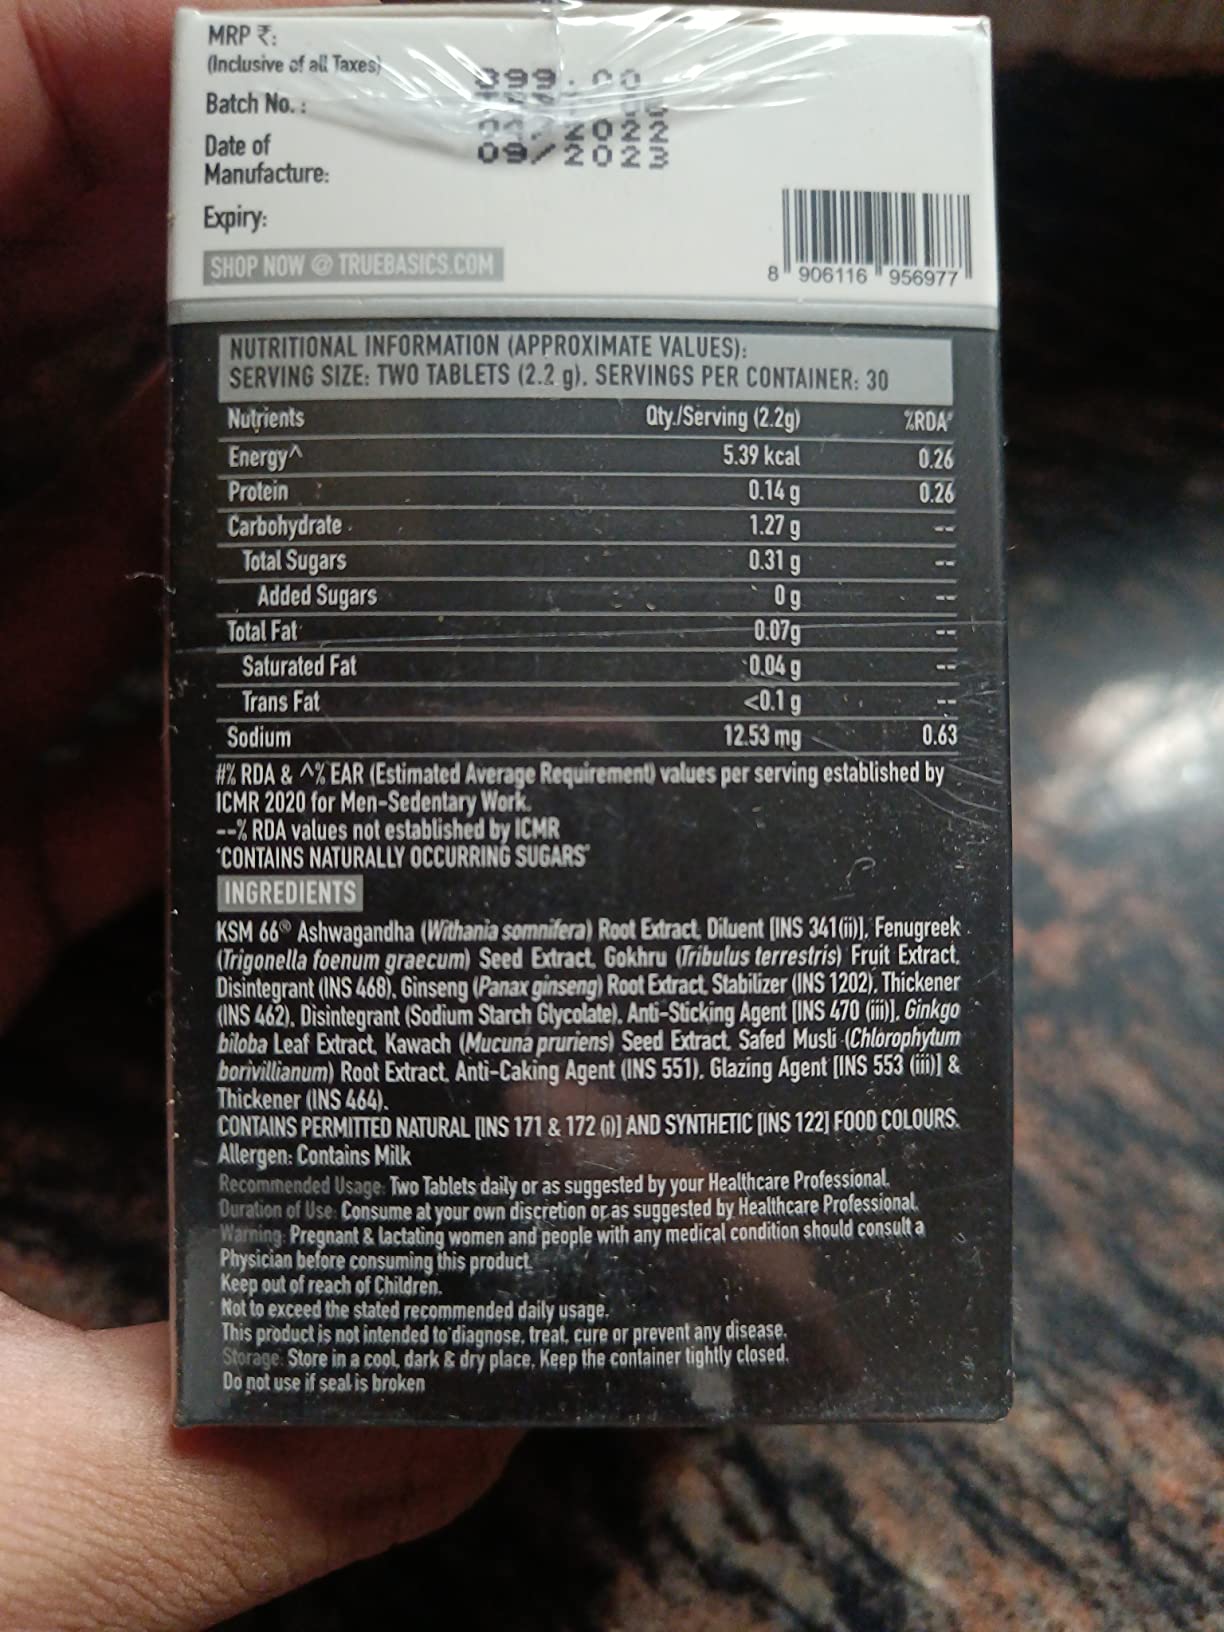 MRP ₹:
(Inclusive of all Taxes)
Batch No. :
Date of
Manufacture:
Expiry:
899.00
2022
09/2023
SHOP NOW @ TRUEBASICS.COM
8 906116 956977
NUTRITIONAL INFORMATION (APPROXIMATE VALUES):
SERVING SIZE: TWO TABLETS (2.2 g). SERVINGS PER CONTAINER: 30
Nutrients Qty./Serving (2.2g) %RDA#
Energy^ 5.39 kcal 0.26
Protein 0.14 g 0.26
Carbohydrate 1.27 g --
Total Sugars 0.31 g --
Added Sugars 0 g --
Total Fat 0.07g --
Saturated Fat 0.04 g --
Trans Fat <0.1 g --
Sodium 12.53 mg 0.63
#% RDA & ^% EAR (Estimated Average Requirement) values per serving established by
ICMR 2020 for Men-Sedentary Work.
--% RDA values not established by ICMR
"CONTAINS NATURALLY OCCURRING SUGARS"
INGREDIENTS
KSM 66® Ashwagandha (Withania somnifera) Root Extract, Diluent [INS 341(ii)], Fenugreek
(Trigonella foenum graecum) Seed Extract, Gokhru (Tribulus terrestris) Fruit Extract,
Disintegrant (INS 468), Ginseng (Panax ginseng) Root Extract, Stabilizer (INS 1202), Thickener
(INS 462), Disintegrant (Sodium Starch Glycolate), Anti-Sticking Agent [INS 470 (iii)], Ginkgo
biloba Leaf Extract, Kawach (Mucuna pruriens) Seed Extract, Safed Musli (Chlorophytum
borivillianum) Root Extract, Anti-Caking Agent (INS 551), Glazing Agent [INS 553 (iii)] &
Thickener (INS 464).
CONTAINS PERMITTED NATURAL [INS 171 & 172 (i)] AND SYNTHETIC [INS 122] FOOD COLOURS.
Allergen: Contains Milk
Recommended Usage: Two Tablets daily or as suggested by your Healthcare Professional.
Duration of Use: Consume at your own discretion or as suggested by Healthcare Professional.
Warning: Pregnant & lactating women and people with any medical condition should consult a
Physician before consuming this product.
Keep out of reach of Children.
Not to exceed the stated recommended daily usage.
This product is not intended to diagnose, treat, cure or prevent any disease.
Storage: Store in a cool, dark & dry place, Keep the container tightly closed.
Do not use if seal is broken